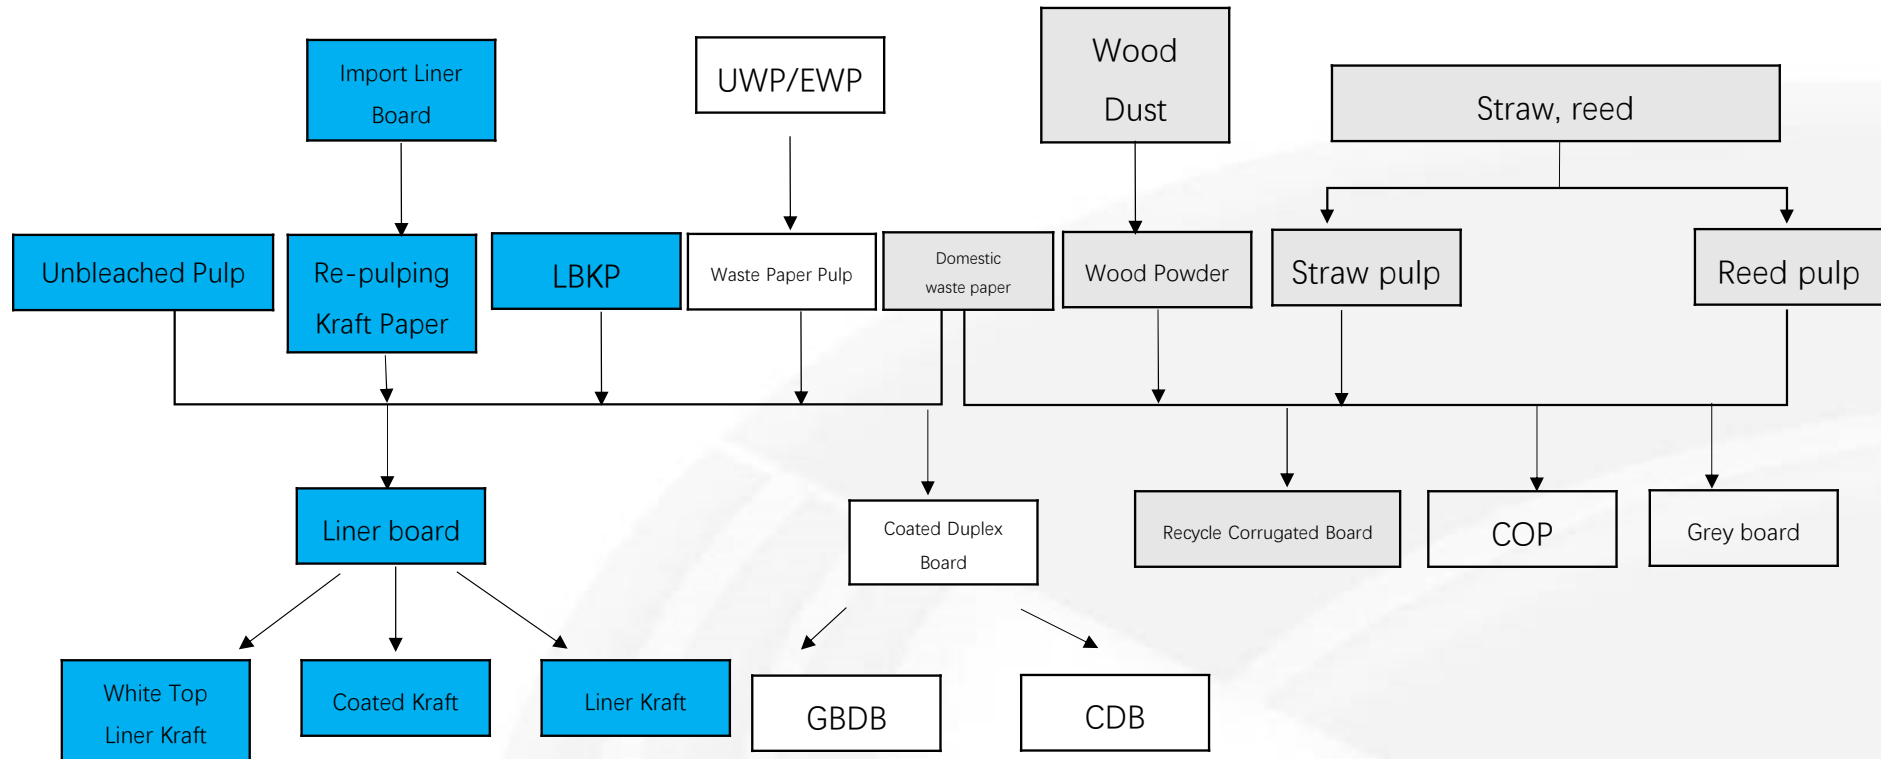 Import Liner
Board
UWP/EWP
Wood
Dust
Straw, reed
Unbleached Pulp
Re-pulping
Kraft Paper
LBKP
Waste Paper Pulp
Domestic
waste paper
Wood Powder
Straw pulp
Reed pulp
Liner board
Coated Duplex
Board
Recycle Corrugated Board
COP
Grey board
White Top
Liner Kraft
Coated Kraft
Liner Kraft
GBDB
CDB